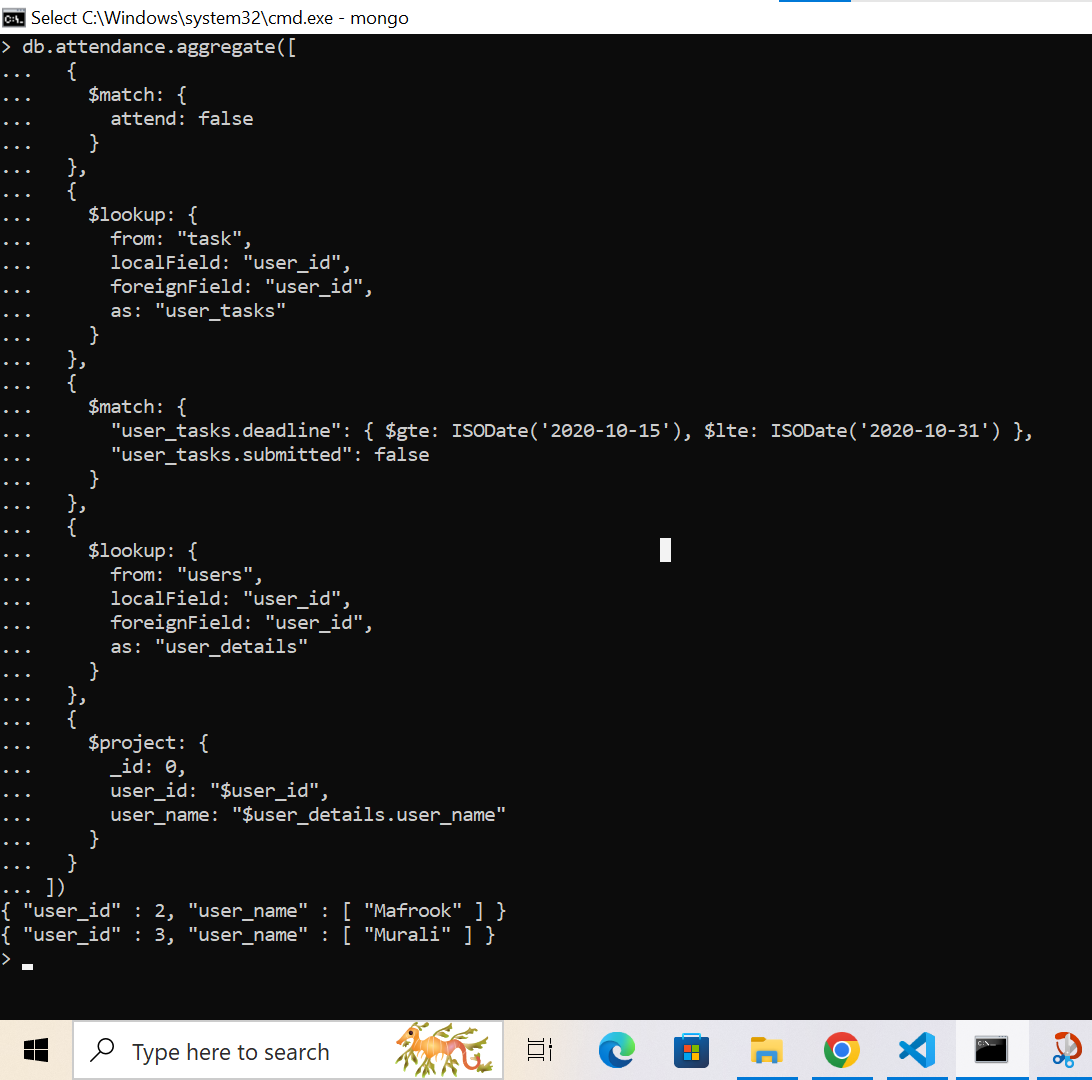 Select C:\Windows\system32\cmd.exe - mongo
> db.attendance.aggregate([
...   {
...     $match: {
...       attend: false
...     }
...   },
...   {
...     $lookup: {
...       from: "task",
...       localField: "user_id",
...       foreignField: "user_id",
...       as: "user_tasks"
...     }
...   },
...   {
...     $match: {
...       "user_tasks.deadline": { $gte: ISODate('2020-10-15'), $lte: ISODate('2020-10-31') },
...       "user_tasks.submitted": false
...     }
...   },
...   {
...     $lookup: {
...       from: "users",
...       localField: "user_id",
...       foreignField: "user_id",
...       as: "user_details"
...     }
...   },
...   {
...     $project: {
...       _id: 0,
...       user_id: "$user_id",
...       user_name: "$user_details.user_name"
...     }
...   }
... ])
{ "user_id" : 2, "user_name" : [ "Mafrook" ] }
{ "user_id" : 3, "user_name" : [ "Murali" ] }
>
Type here to search